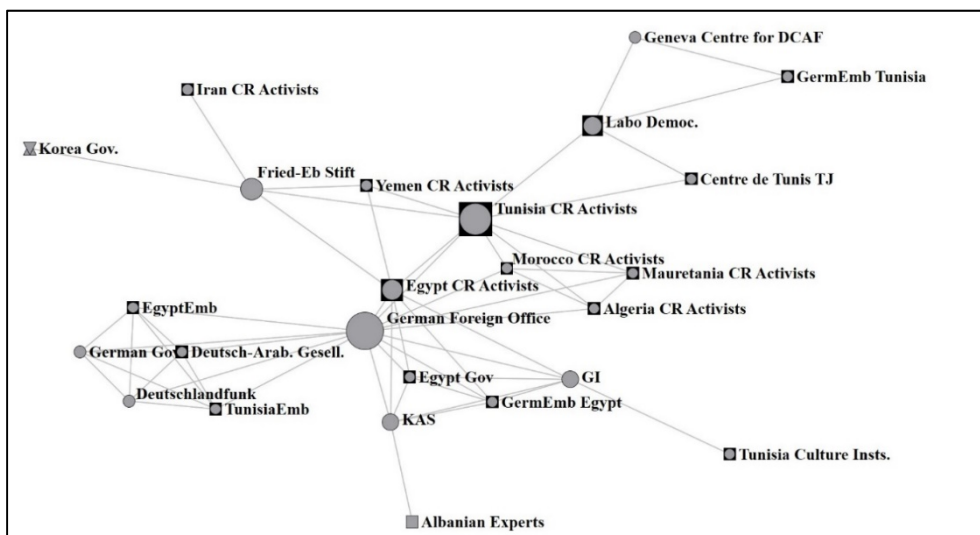 Geneva Centre for DCAF
GermEmb Tunisia
Iran CR Activists
Labo Democ.
Korea Gov.
Fried-Eb Stift
Yemen CR Activists
Centre de Tunis TJ
Tunisia CR Activists
Morocco CR Activists
Mauretania CR Activists
Egypt CR Activists
EgyptEmb
Algeria CR Activists
German Foreign Office
German Gov
Deutsch-Arab. Gesell.
Egypt Gov
GI
Deutschlandfunk
GermEmb Egypt
TunisiaEmb
KAS
Tunisia Culture Insts.
Albanian Experts